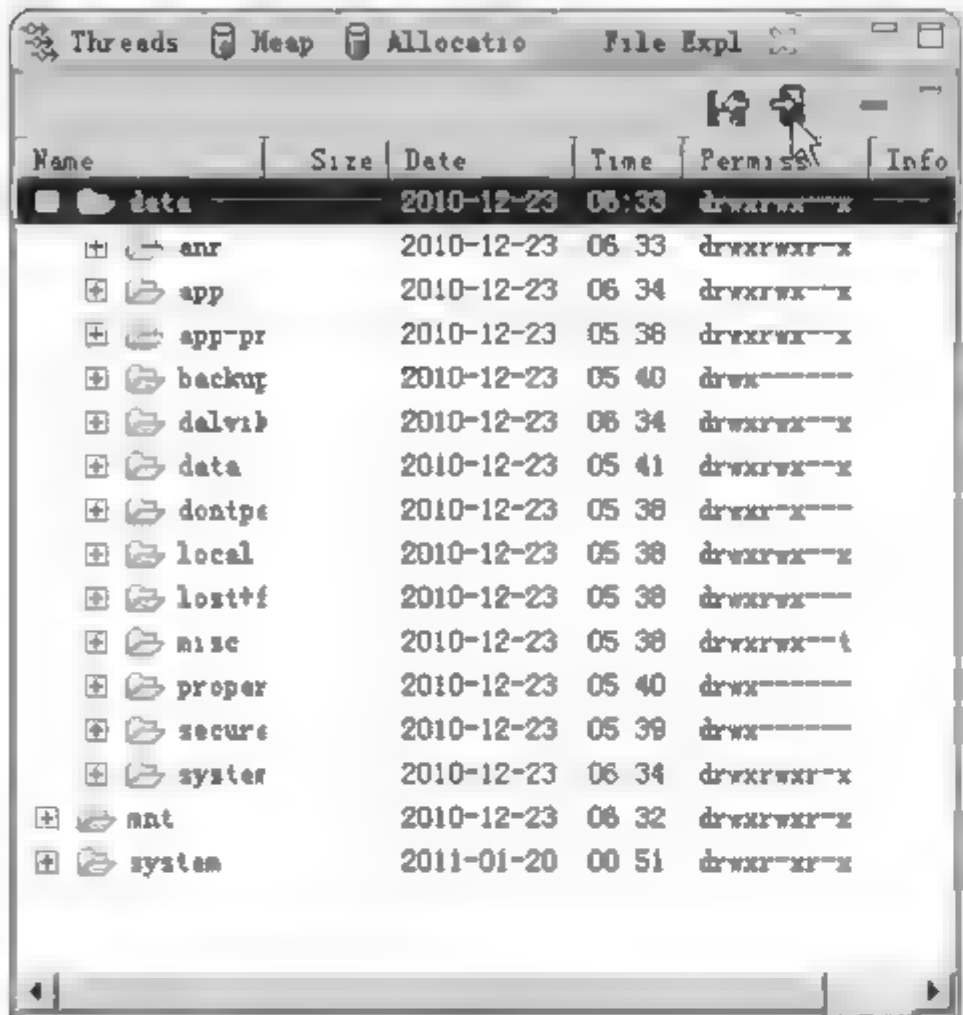 Threads Heap Allocatio File Expl
Name Size Date Time Permiss Info
data 2010-12-23 06:33 drwxrwx--x
anr 2010-12-23 06 33 drwxrwxr-x
app 2010-12-23 06 34 drwxrwx--x
app-pr 2010-12-23 05 38 drwxrwx--x
backup 2010-12-23 05 40 drwx------
dalvik 2010-12-23 06 34 drwxrwx--x
data 2010-12-23 05 41 drwxrwx--x
dontpa 2010-12-23 05 38 drwxr-x---
local 2010-12-23 05 38 drwxrwx--x
lost+f 2010-12-23 05 38 drwxrwx---
misc 2010-12-23 05 38 drwxrwx--t
proper 2010-12-23 05 40 drwx------
secure 2010-12-23 05 39 drwx------
system 2010-12-23 06 34 drwxrwxr-x
mnt 2010-12-23 06 32 drwxrwxr-x
system 2011-01-20 00 51 drwxr-xr-x